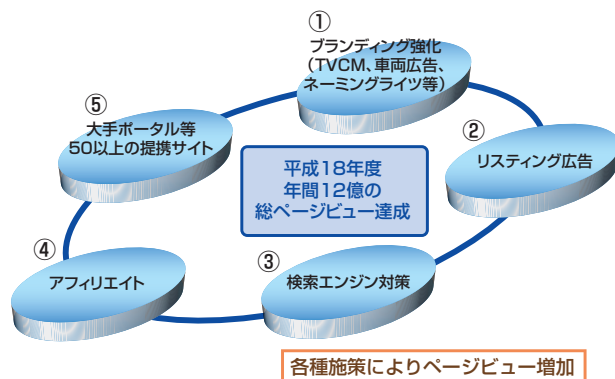 ①
ブランディング強化
(TVCM、車両広告、
ネーミングライツ等)
⑤
大手ポータル等
50以上の提携サイト
②
リスティング広告
平成18年度
年間12億の
総ページビュー達成
④
アフィリエイト
③
検索エンジン対策
各種施策によりページビュー増加